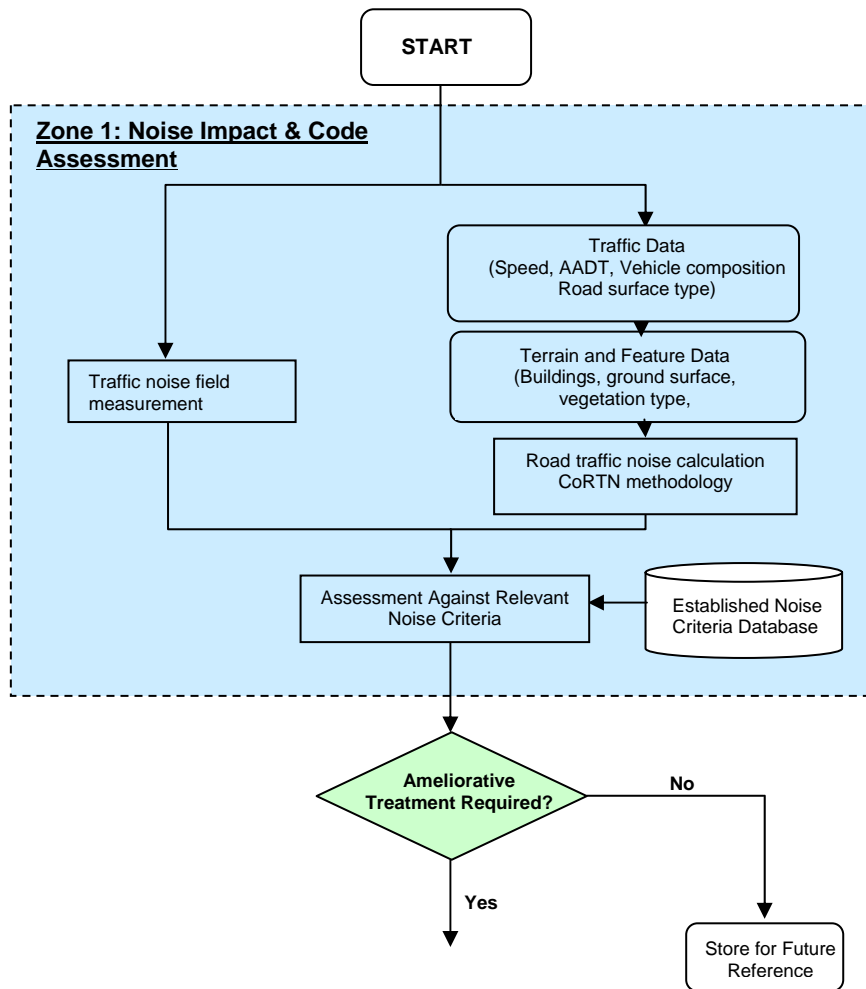 START
Zone 1: Noise Impact & Code
Assessment
Traffic Data
(Speed, AADT, Vehicle composition
Road surface type)
Terrain and Feature Data
(Buildings, ground surface,
vegetation type,
Traffic noise field
measurement
Road traffic noise calculation
CoRTN methodology
Assessment Against Relevant
Noise Criteria
Established Noise
Criteria Database
Ameliorative
Treatment Required?
No
Yes
Store for Future
Reference